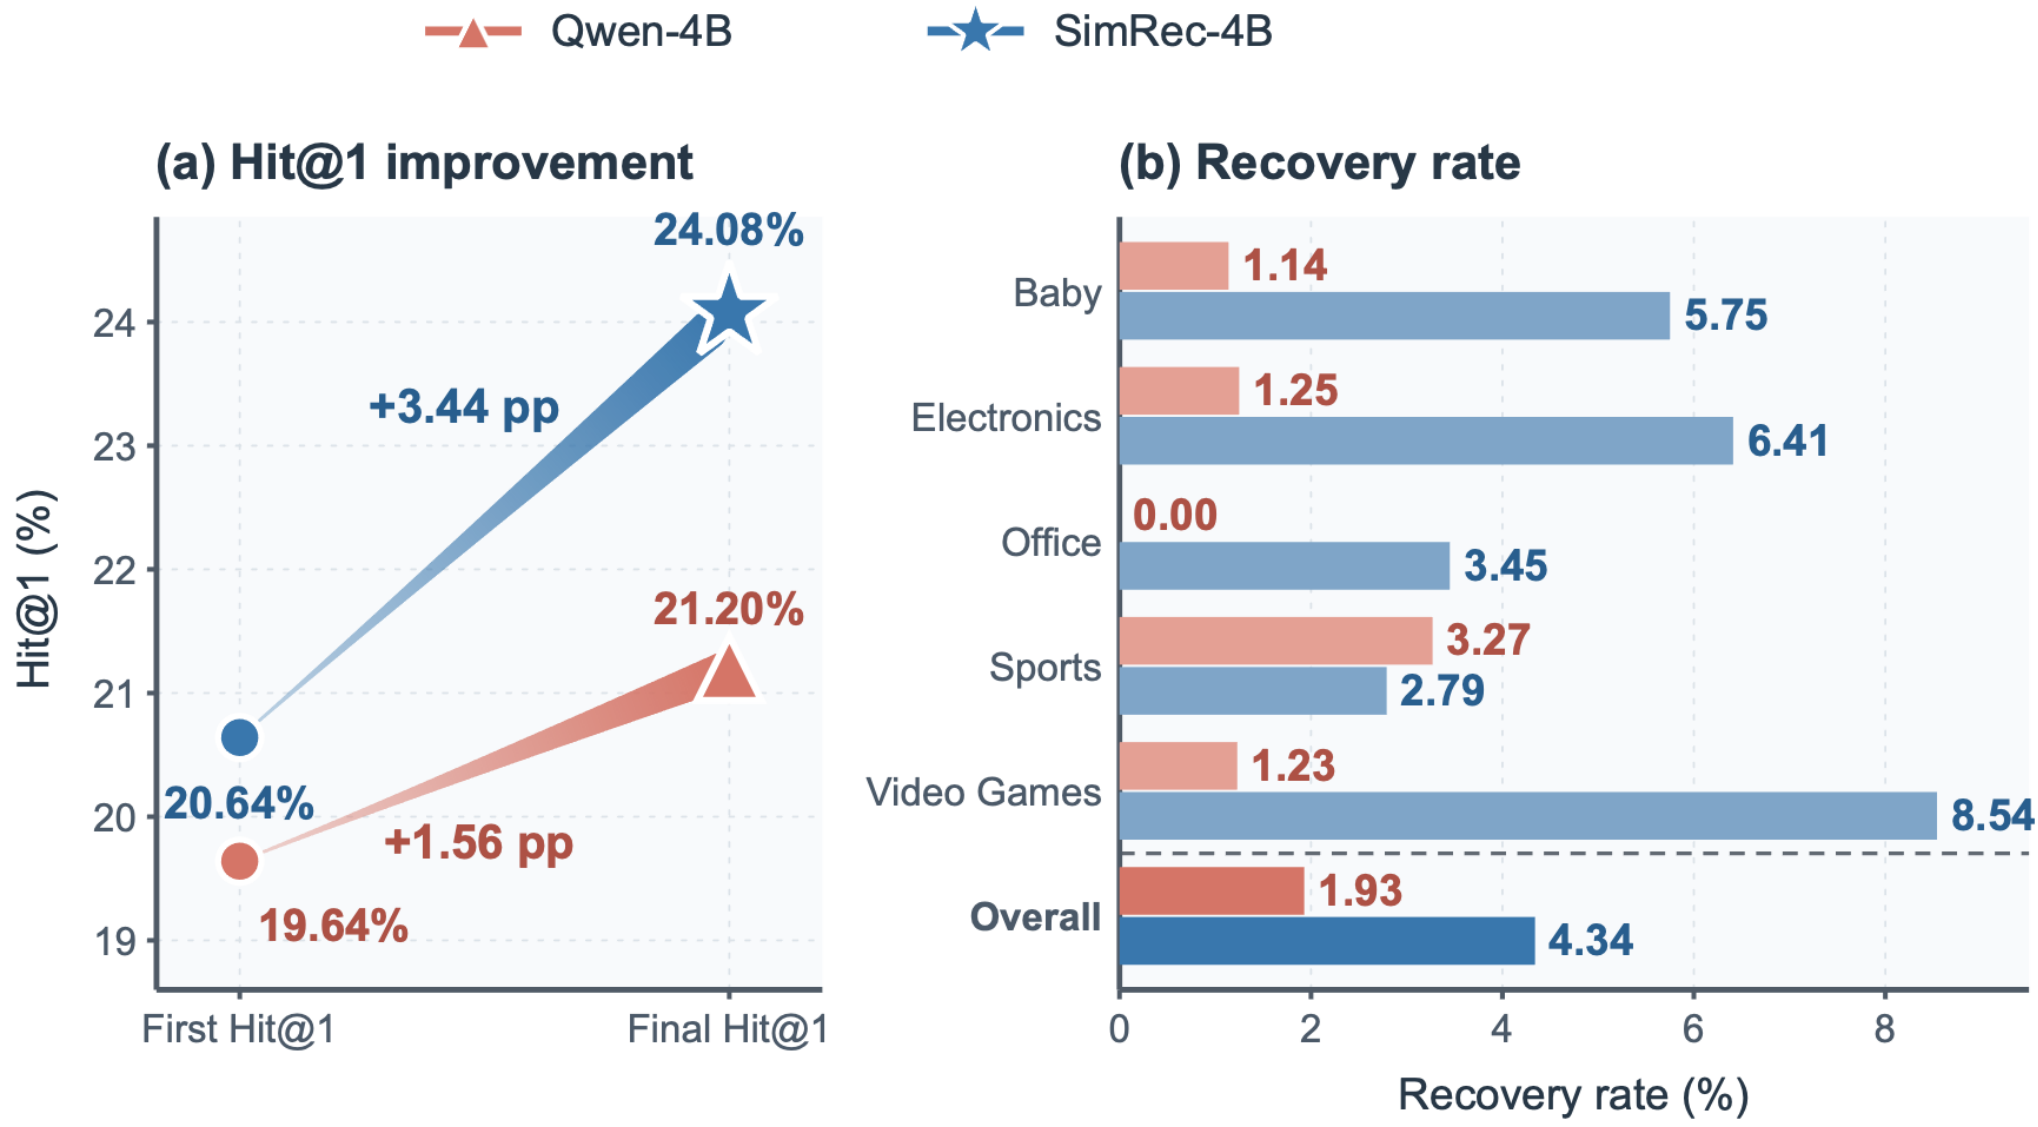 Qwen-4B
SimRec-4B
(a) Hit@1 improvement
24.08%
24
+3.44 pp
23
22
21.20%
21
20.64%
20
+1.56 pp
19.64%
19
Hit@1 (%)
First Hit@1
Final Hit@1
(b) Recovery rate
Baby
1.14
5.75
Electronics
1.25
6.41
Office
0.00
3.45
Sports
3.27
2.79
Video Games
1.23
8.54
Overall
1.93
4.34
0
2
4
6
8
Recovery rate (%)